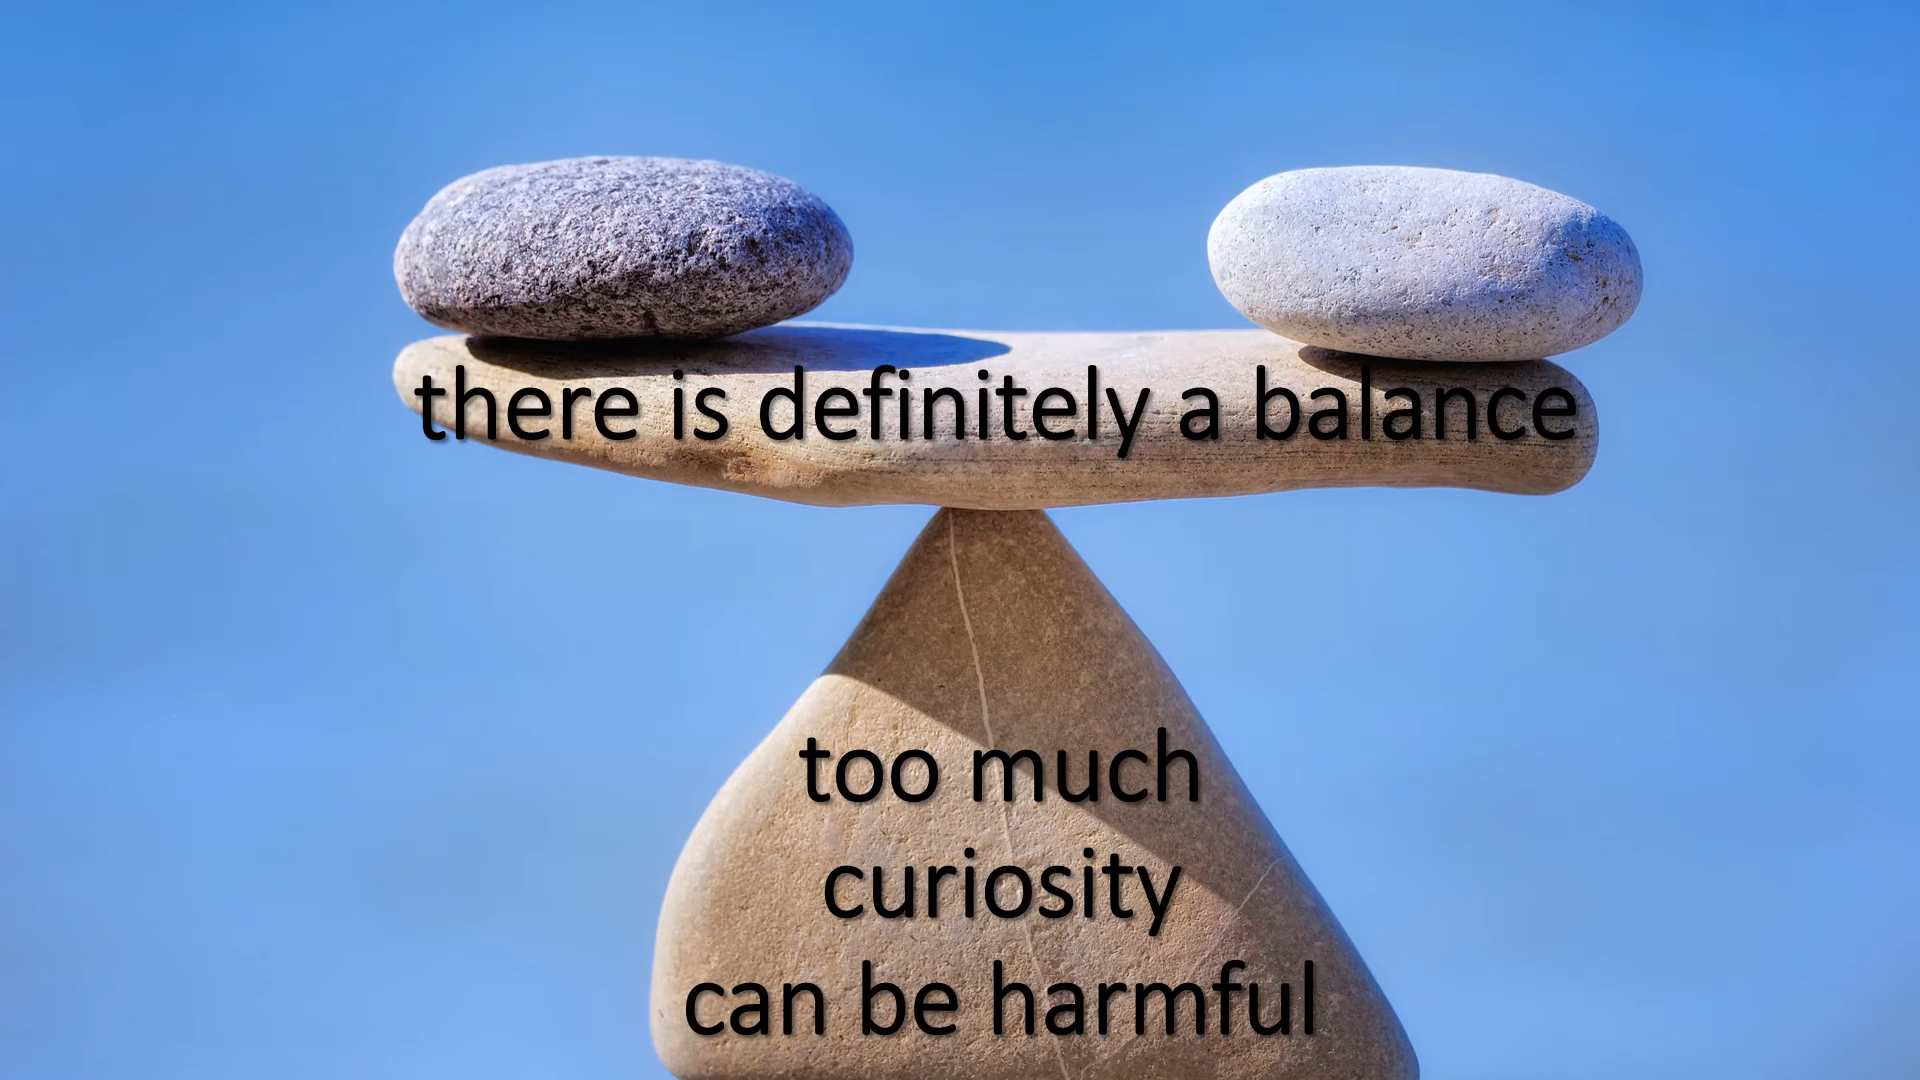 there is definitely a balance
too much
curiosity
can be harmful